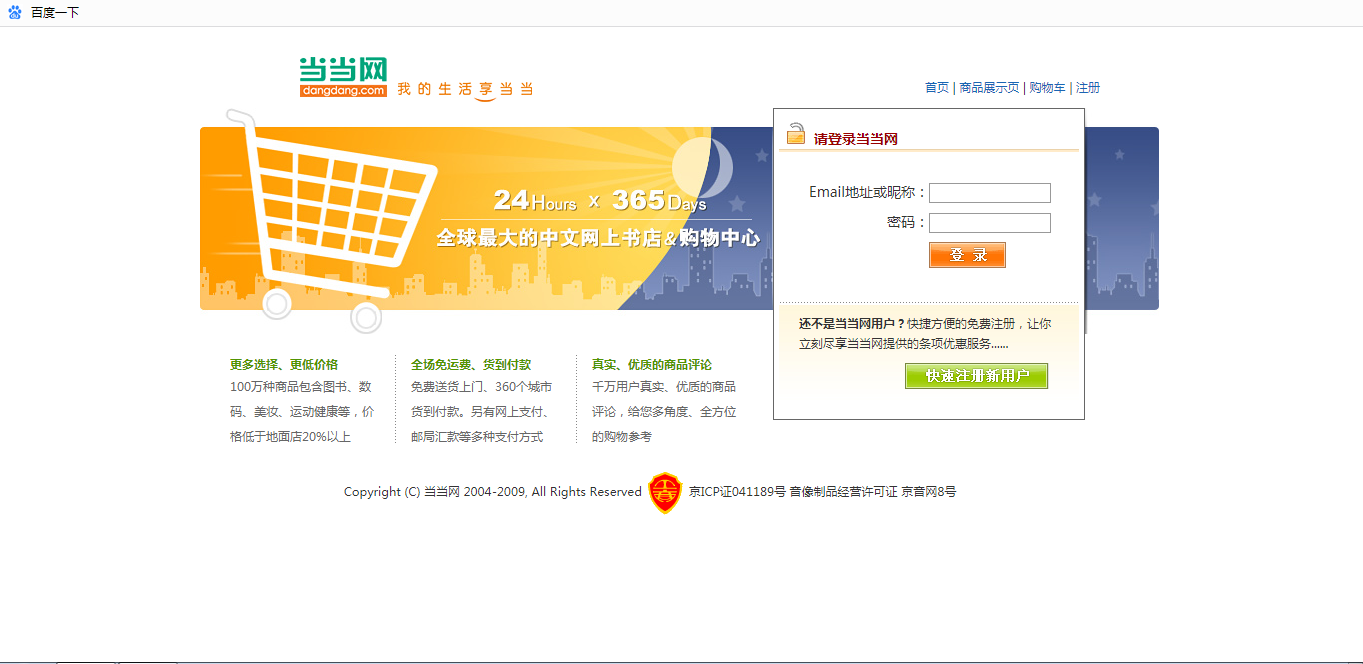 百度一下
当当网
dangdang.com 我的生活享当当
首页 | 商品展示页 | 购物车 | 注册
请登录当当网
24Hours x 365Days
全球最大的中文网上书店&购物中心
Email地址或昵称：
密码：
登 录
还不是当当网用户？快捷方便的免费注册，让你
立刻尽享当当网提供的条项优惠服务......
快速注册新用户
更多选择、更低价格
100万种商品包含图书、数
码、美妆、运动健康等，价
格低于地面店20%以上
全场免运费、货到付款
免费送货上门、360个城市
货到付款。另有网上支付、
邮局汇款等多种支付方式
真实、优质的商品评论
千万用户真实、优质的商品
评论，给您多角度、全方位
的购物参考
Copyright (C) 当当网 2004-2009, All Rights Reserved 京ICP证041189号 音像制品经营许可证 京音网8号